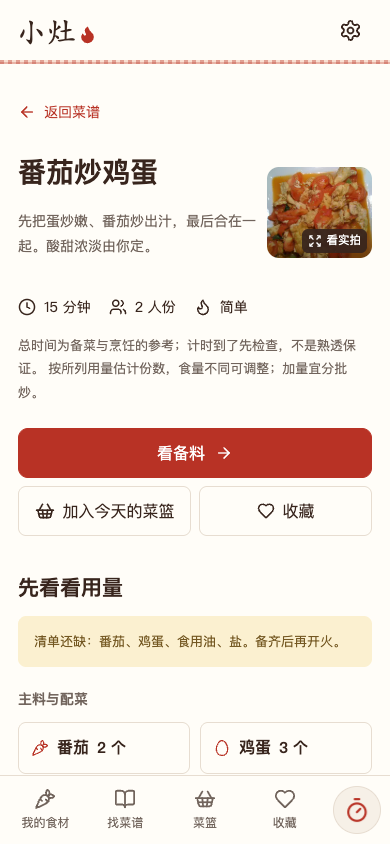 小灶
返回菜谱
番茄炒鸡蛋
先把蛋炒嫩、番茄炒出汁，最后合在一
起。酸甜浓淡由你定。
看实拍
15 分钟
2 人份
简单
总时间为备菜与烹饪的参考；计时到了先检查，不是熟透保
证。 按所列用量估计份数，食量不同可调整；加量宜分批
炒。
看备料
加入今天的菜篮
收藏
先看看用量
清单还缺：番茄、鸡蛋、食用油、盐。备齐后再开火。
主料与配菜
番茄 2 个
鸡蛋 3 个
我的食材
找菜谱
菜篮
收藏